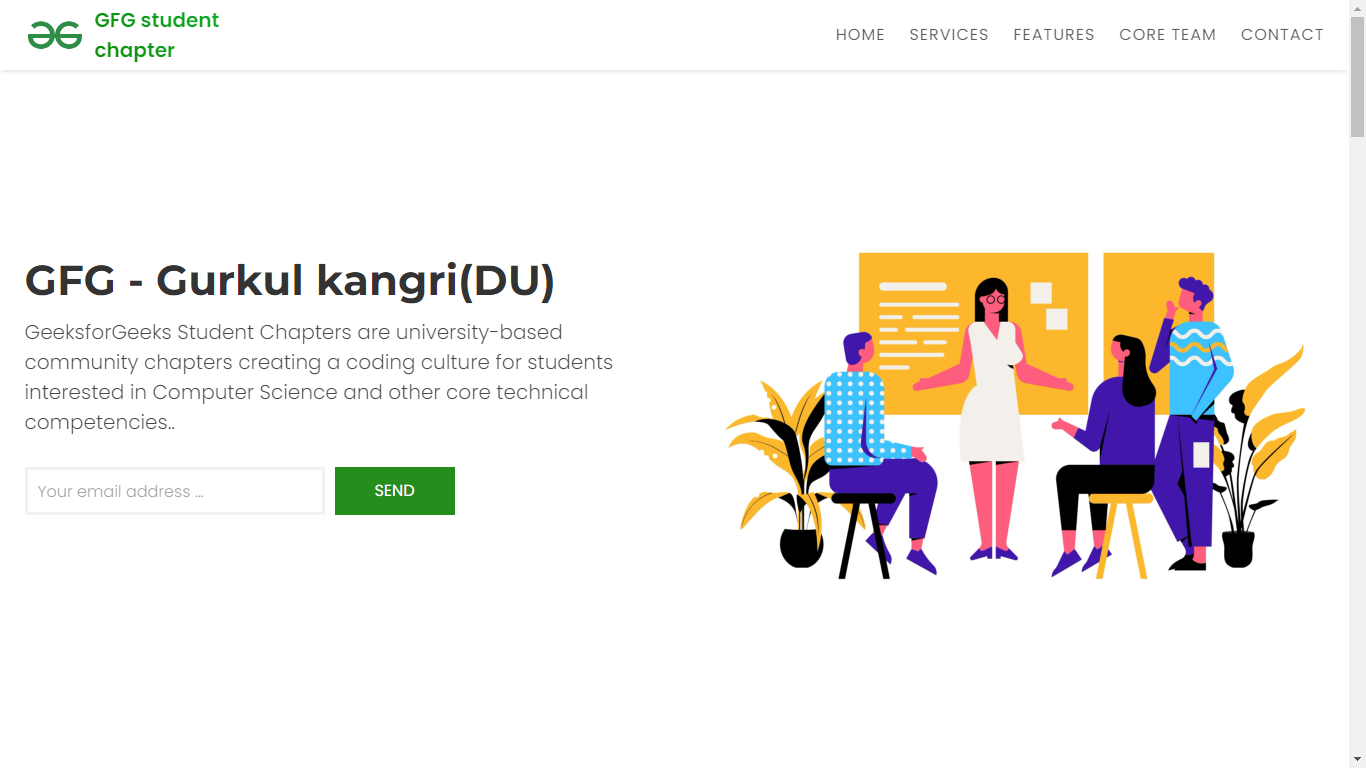 GFG student
chapter
HOME SERVICES FEATURES CORE TEAM CONTACT
GFG - Gurkul kangri(DU)
GeeksforGeeks Student Chapters are university-based
community chapters creating a coding culture for students
interested in Computer Science and other core technical
competencies..
Your email address ...
SEND